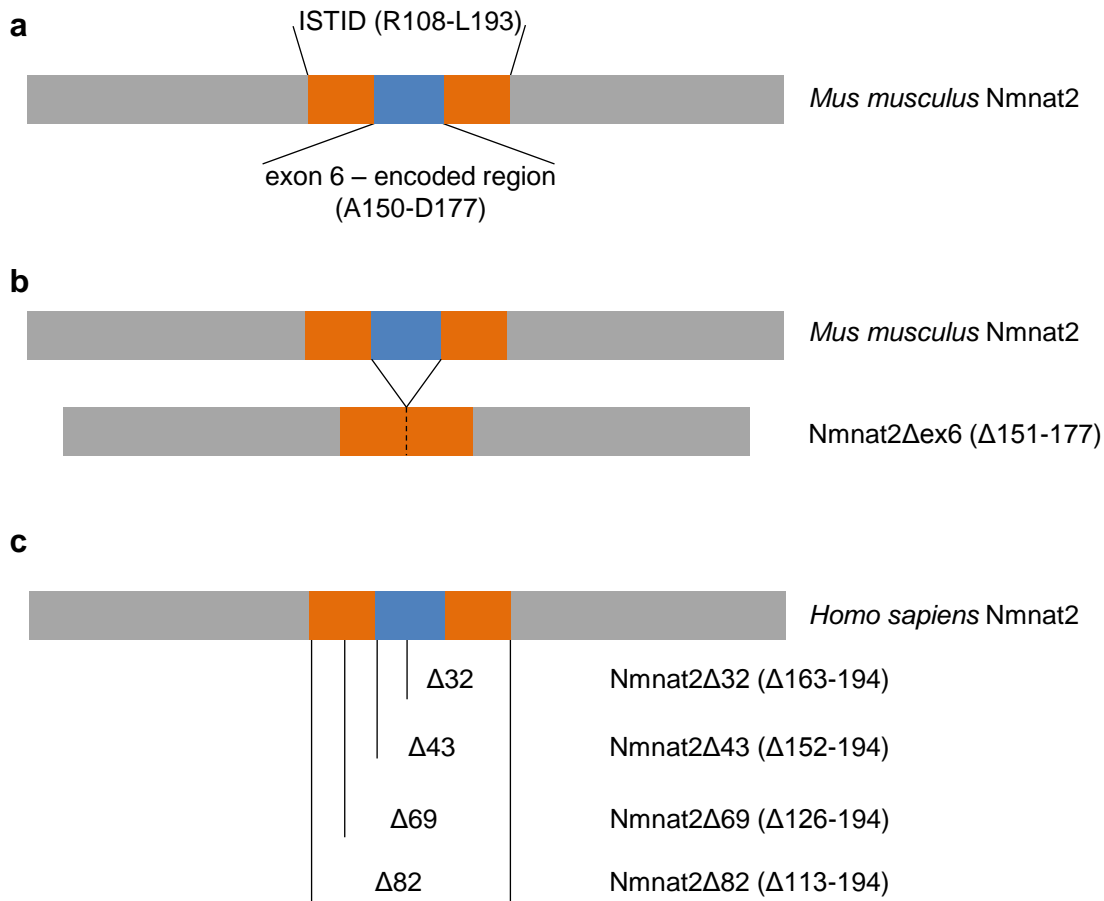 a
ISTID (R108-L193)
Mus musculus Nmnat2
exon 6 – encoded region
(A150-D177)
b
Mus musculus Nmnat2
Nmnat2Δex6 (Δ151-177)
c
Homo sapiens Nmnat2
Δ32 Nmnat2Δ32 (Δ163-194)
Δ43 Nmnat2Δ43 (Δ152-194)
Δ69 Nmnat2Δ69 (Δ126-194)
Δ82 Nmnat2Δ82 (Δ113-194)